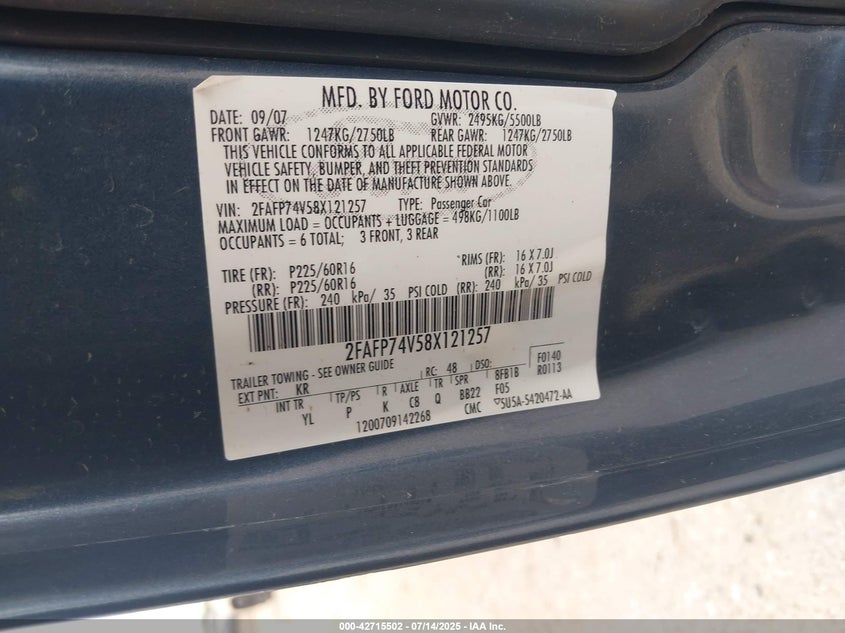 MFD. BY FORD MOTOR CO.
DATE: 09/07 GVWR: 2495KG/5500LB
FRONT GAWR: 1247KG/2750LB REAR GAWR: 1247KG/2750LB
THIS VEHICLE CONFORMS TO ALL APPLICABLE FEDERAL MOTOR
VEHICLE SAFETY, BUMPER, AND THEFT PREVENTION STANDARDS
IN EFFECT ON THE DATE OF MANUFACTURE SHOWN ABOVE.
VIN: 2FAFP74V58X121257 TYPE: Passenger Car
MAXIMUM LOAD = OCCUPANTS + LUGGAGE = 498KG/1100LB
OCCUPANTS = 6 TOTAL; 3 FRONT, 3 REAR
TIRE (FR): P225/60R16 RIMS (FR): 16 X 7.0J
(RR): P225/60R16 (RR): 16 X 7.0J
PRESSURE (FR): 240 kPa/ 35 PSI COLD (RR): 240 kPa/ 35 PSI COLD
2FAFP74V58X121257
TRAILER TOWING - SEE OWNER GUIDE
EXT PNT: KR RC: 48 DSO: F0140
INT TR TP/PS R AXLE TR SPR 8FB1B R0113
YL P K C8 Q BB22 F05
1200709142268 CMC SU5A-5420472-AA
000-42715502 | 07/14/2025 | IAA Inc.